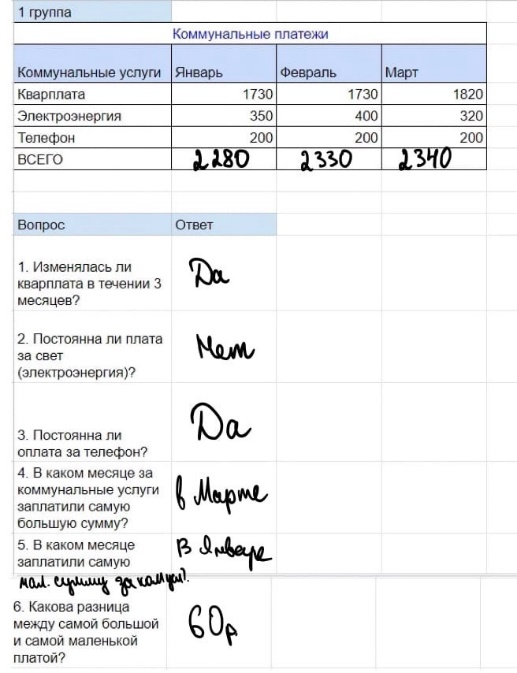 1 группа
Коммунальные платежи
Коммунальные услуги Январь Февраль Март
Кварплата 1730 1730 1820
Электроэнергия 350 400 320
Телефон 200 200 200
ВСЕГО 2280 2330 2340
Вопрос Ответ
1. Изменялась ли
кварплата в течении 3
месяцев?
Да
2. Постоянна ли плата
за свет
(электроэнергия)?
Нет
3. Постоянна ли
оплата за телефон?
Да
4. В каком месяце за
коммунальные услуги
заплатили самую
большую сумму?
в Марте
5. В каком месяце
заплатили самую
мал. сумму за ком.усл?
В Январе
6. Какова разница
между самой большой
и самой маленькой
платой?
60р